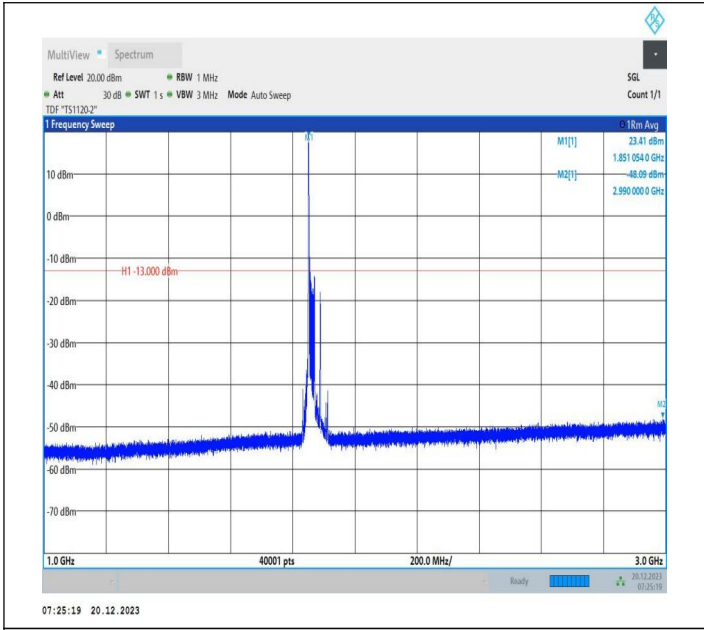 R&S
MultiView Spectrum
Ref Level 20.00 dBm RBW 1 MHz SGL
Att 30 dB SWT 1 s VBW 3 MHz Mode Auto Sweep Count 1/1
TDF "TS1120-2"
1 Frequency Sweep 1Rm Avg
M1 M1[1] 23.41 dBm
1.851 054 0 GHz
10 dBm M2[1] -48.09 dBm
2.990 000 0 GHz
0 dBm
-10 dBm
H1 -13.000 dBm
-20 dBm
-30 dBm
-40 dBm
M2
-50 dBm
-60 dBm
-70 dBm
1.0 GHz 40001 pts 200.0 MHz/ 3.0 GHz
Ready 20.12.2023
07:25:19
07:25:19 20.12.2023